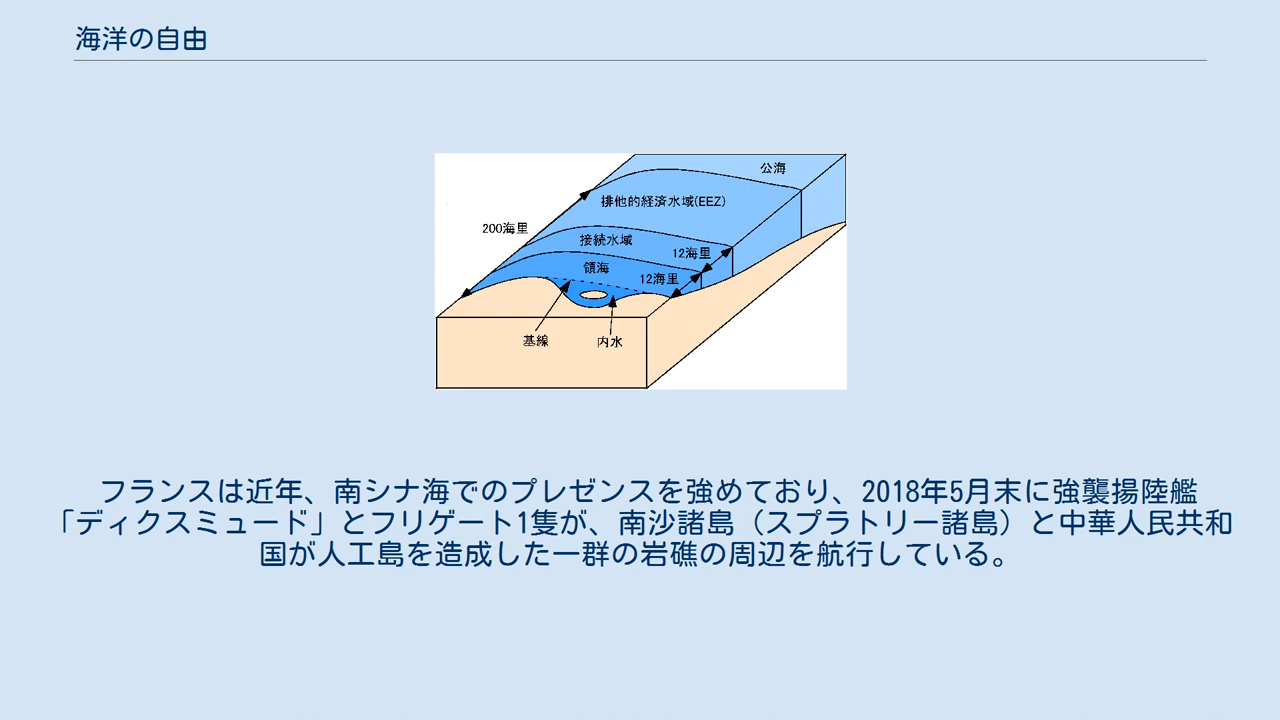 海洋の自由
公海
排他的経済水域(EEZ)
200海里
接続水域
12海里
領海
12海里
基線
内水
フランスは近年、南シナ海でのプレゼンスを強めており、2018年5月末に強襲揚陸艦
「ディクスミュード」とフリゲート1隻が、南沙諸島（スプラトリー諸島）と中華人民共和
国が人工島を造成した一群の岩礁の周辺を航行している。